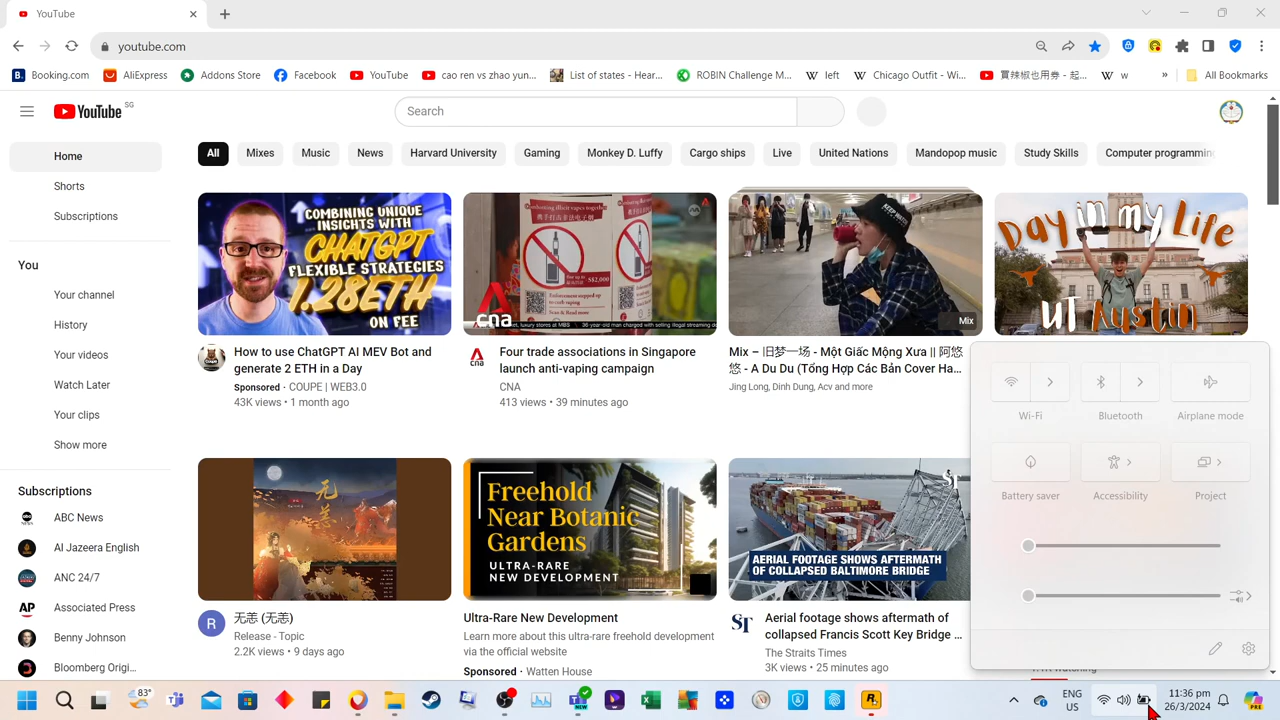 YouTube
youtube.com
Booking.com AliExpress Addons Store Facebook YouTube cao ren vs zhao yun... List of states - Hear... ROBIN Challenge M... left Chicago Outfit - Wi... 買辣椒也用券 - 起... w » All Bookmarks
YouTube SG
Search
Home
Shorts
Subscriptions
You
Your channel
History
Your videos
Watch Later
Your clips
Show more
Subscriptions
ABC News
Al Jazeera English
ANC 24/7
AP Associated Press
Benny Johnson
Bloomberg Origi...
All Mixes Music News Harvard University Gaming Monkey D. Luffy Cargo ships Live United Nations Mandopop music Study Skills Computer programming
COMBINING UNIQUE
INSIGHTS WITH
CHATGPT
FLEXIBLE STRATEGIES
1.28ETH
ON FEE
How to use ChatGPT AI MEV Bot and
generate 2 ETH in a Day
Sponsored · COUPE | WEB3.0
43K views • 1 month ago
cna
Four trade associations in Singapore
launch anti-vaping campaign
CNA
413 views • 39 minutes ago
KEEP
WARM
Mix
Mix – 旧梦一场 - Một Giấc Mộng Xưa || 阿悠
悠 - A Du Du (Tổng Hợp Các Bản Cover Ha...
Jing Long, Dinh Dung, Acv and more
Day in my Life
UT Austin
无恙
无恙 (无恙)
Release - Topic
2.2K views • 9 days ago
Freehold
Near Botanic
Gardens
ULTRA-RARE
NEW DEVELOPMENT
Ultra-Rare New Development
Learn more about this ultra-rare freehold development
via the official website
Sponsored · Watten House
ST
AERIAL FOOTAGE SHOWS AFTERMATH
OF COLLAPSED BALTIMORE BRIDGE
Aerial footage shows aftermath of
collapsed Francis Scott Key Bridge ...
The Straits Times
3K views • 25 minutes ago
Wi-Fi Bluetooth Airplane mode
Battery saver Accessibility Project
83°
NEW
ENG
US
11:36 pm
26/3/2024
PRE